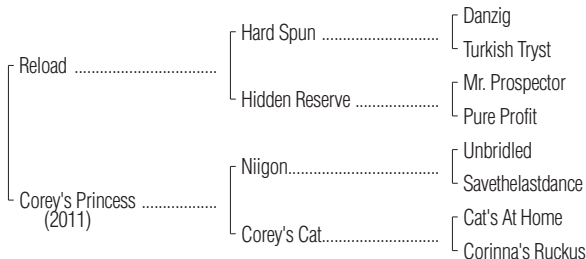 Danzig
Hard Spun ..............................
Turkish Tryst
Reload ....................................
Mr. Prospector
Hidden Reserve .....................
Pure Profit
Unbridled
Niigon......................................
Savethelastdance
Corey's Princess ...................
(2011)
Cat's At Home
Corey's Cat.............................
Corinna's Ruckus